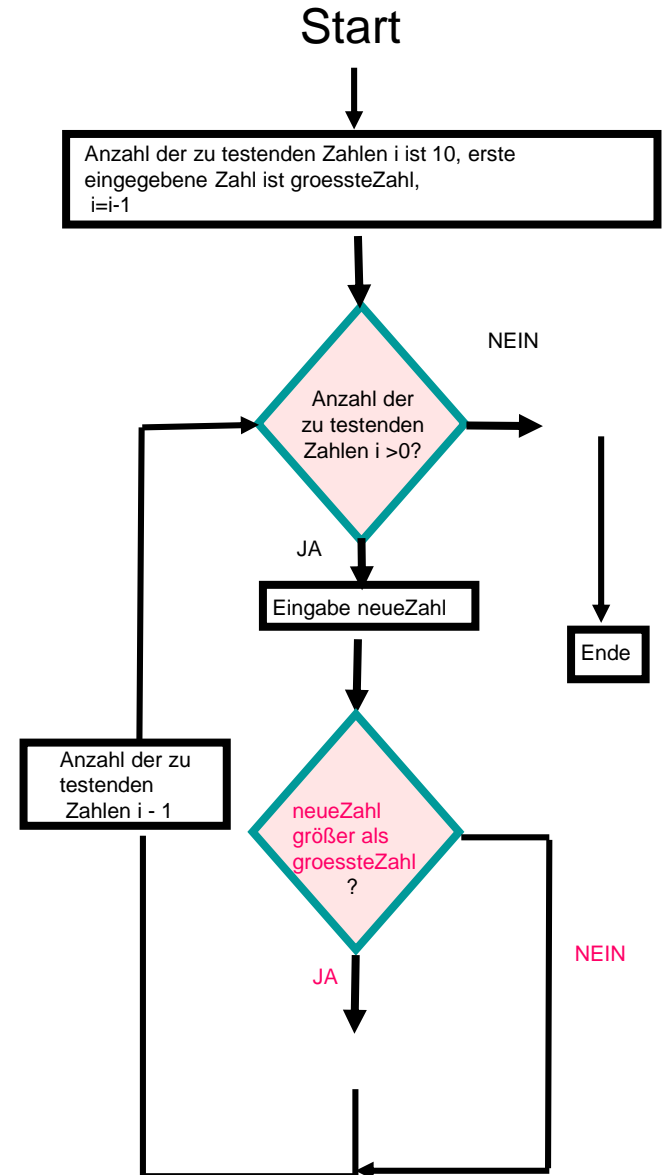 Start
Anzahl der zu testenden Zahlen i ist 10, erste
eingegebene Zahl ist groessteZahl,
i=i-1
NEIN
Anzahl der
zu testenden
Zahlen i >0?
JA
Eingabe neueZahl
Ende
Anzahl der zu
testenden
Zahlen i - 1
neueZahl
größer als
groessteZahl
?
NEIN
JA